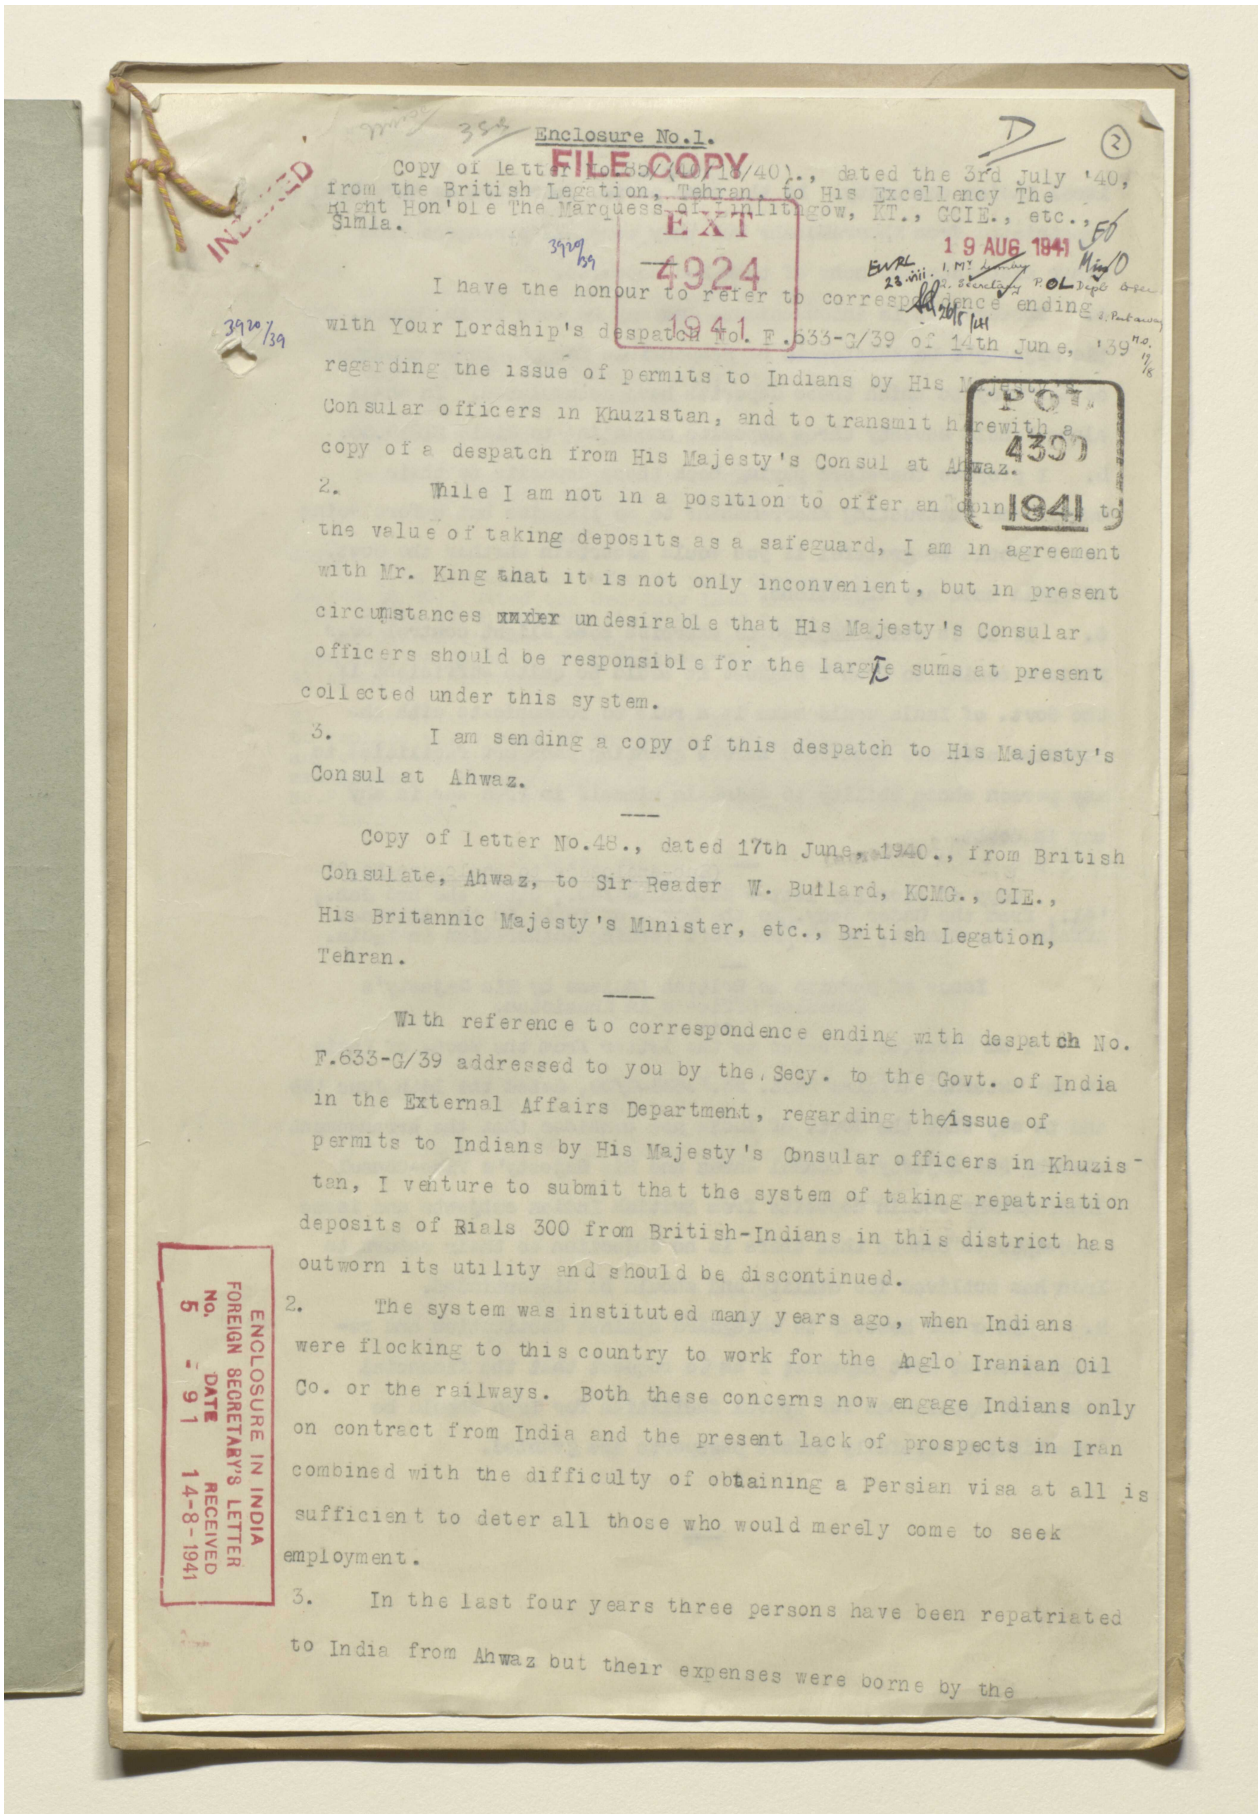 Enclosure No.1.
D
2
FILE COPY
INDEXED
Copy of letter No.85/(40/18/40)., dated the 3rd July '40,
from the British Legation, Tehran, to His Excellency The
Right Hon'ble The Marquess of Linlithgow, KT., GCIE., etc.,
Simla.
EXT
4924
1941
19 AUG 1941
3920/39
3920/39
I have the honour to refer to correspondence ending
with Your Lordship's despatch No. F.633-G/39 of 14th June, '39
regarding the issue of permits to Indians by His Majesty's
Consular officers in Khuzistan, and to transmit herewith a
copy of a despatch from His Majesty's Consul at Ahwaz.
POL
4399
1941
2. While I am not in a position to offer an opinion as to
the value of taking deposits as a safeguard, I am in agreement
with Mr. King that it is not only inconvenient, but in present
circumstances undesirable that His Majesty's Consular
officers should be responsible for the large sums at present
collected under this system.
3. I am sending a copy of this despatch to His Majesty's
Consul at Ahwaz.
Copy of letter No.48., dated 17th June, 1940., from British
Consulate, Ahwaz, to Sir Reader W. Bullard, KCMG., CIE.,
His Britannic Majesty's Minister, etc., British Legation,
Tehran.
With reference to correspondence ending with despatch No.
F.633-G/39 addressed to you by the Secy. to the Govt. of India
in the External Affairs Department, regarding the/issue of
permits to Indians by His Majesty's Consular officers in Khuzis-
tan, I venture to submit that the system of taking repatriation
deposits of Rials 300 from British-Indians in this district has
outworn its utility and should be discontinued.
2. The system was instituted many years ago, when Indians
were flocking to this country to work for the Anglo Iranian Oil
Co. or the railways. Both these concerns now engage Indians only
on contract from India and the present lack of prospects in Iran
combined with the difficulty of obtaining a Persian visa at all is
sufficient to deter all those who would merely come to seek
employment.
3. In the last four years three persons have been repatriated
to India from Ahwaz but their expenses were borne by the
ENCLOSURE IN INDIA
FOREIGN SECRETARY'S LETTER
No. DATE RECEIVED
5 - 91 14-8-1941